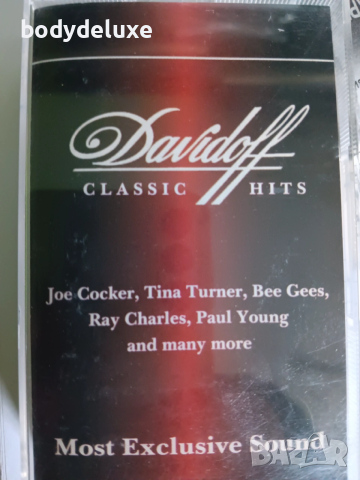 bodydeluxe
Davidoff
CLASSIC HITS
Joe Cocker, Tina Turner, Bee Gees,
Ray Charles, Paul Young
and many more
Most Exclusive Sound
BAZAR